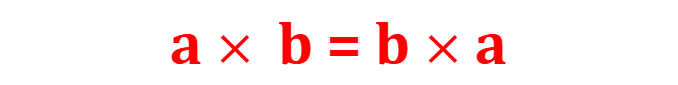 a × b = b × a